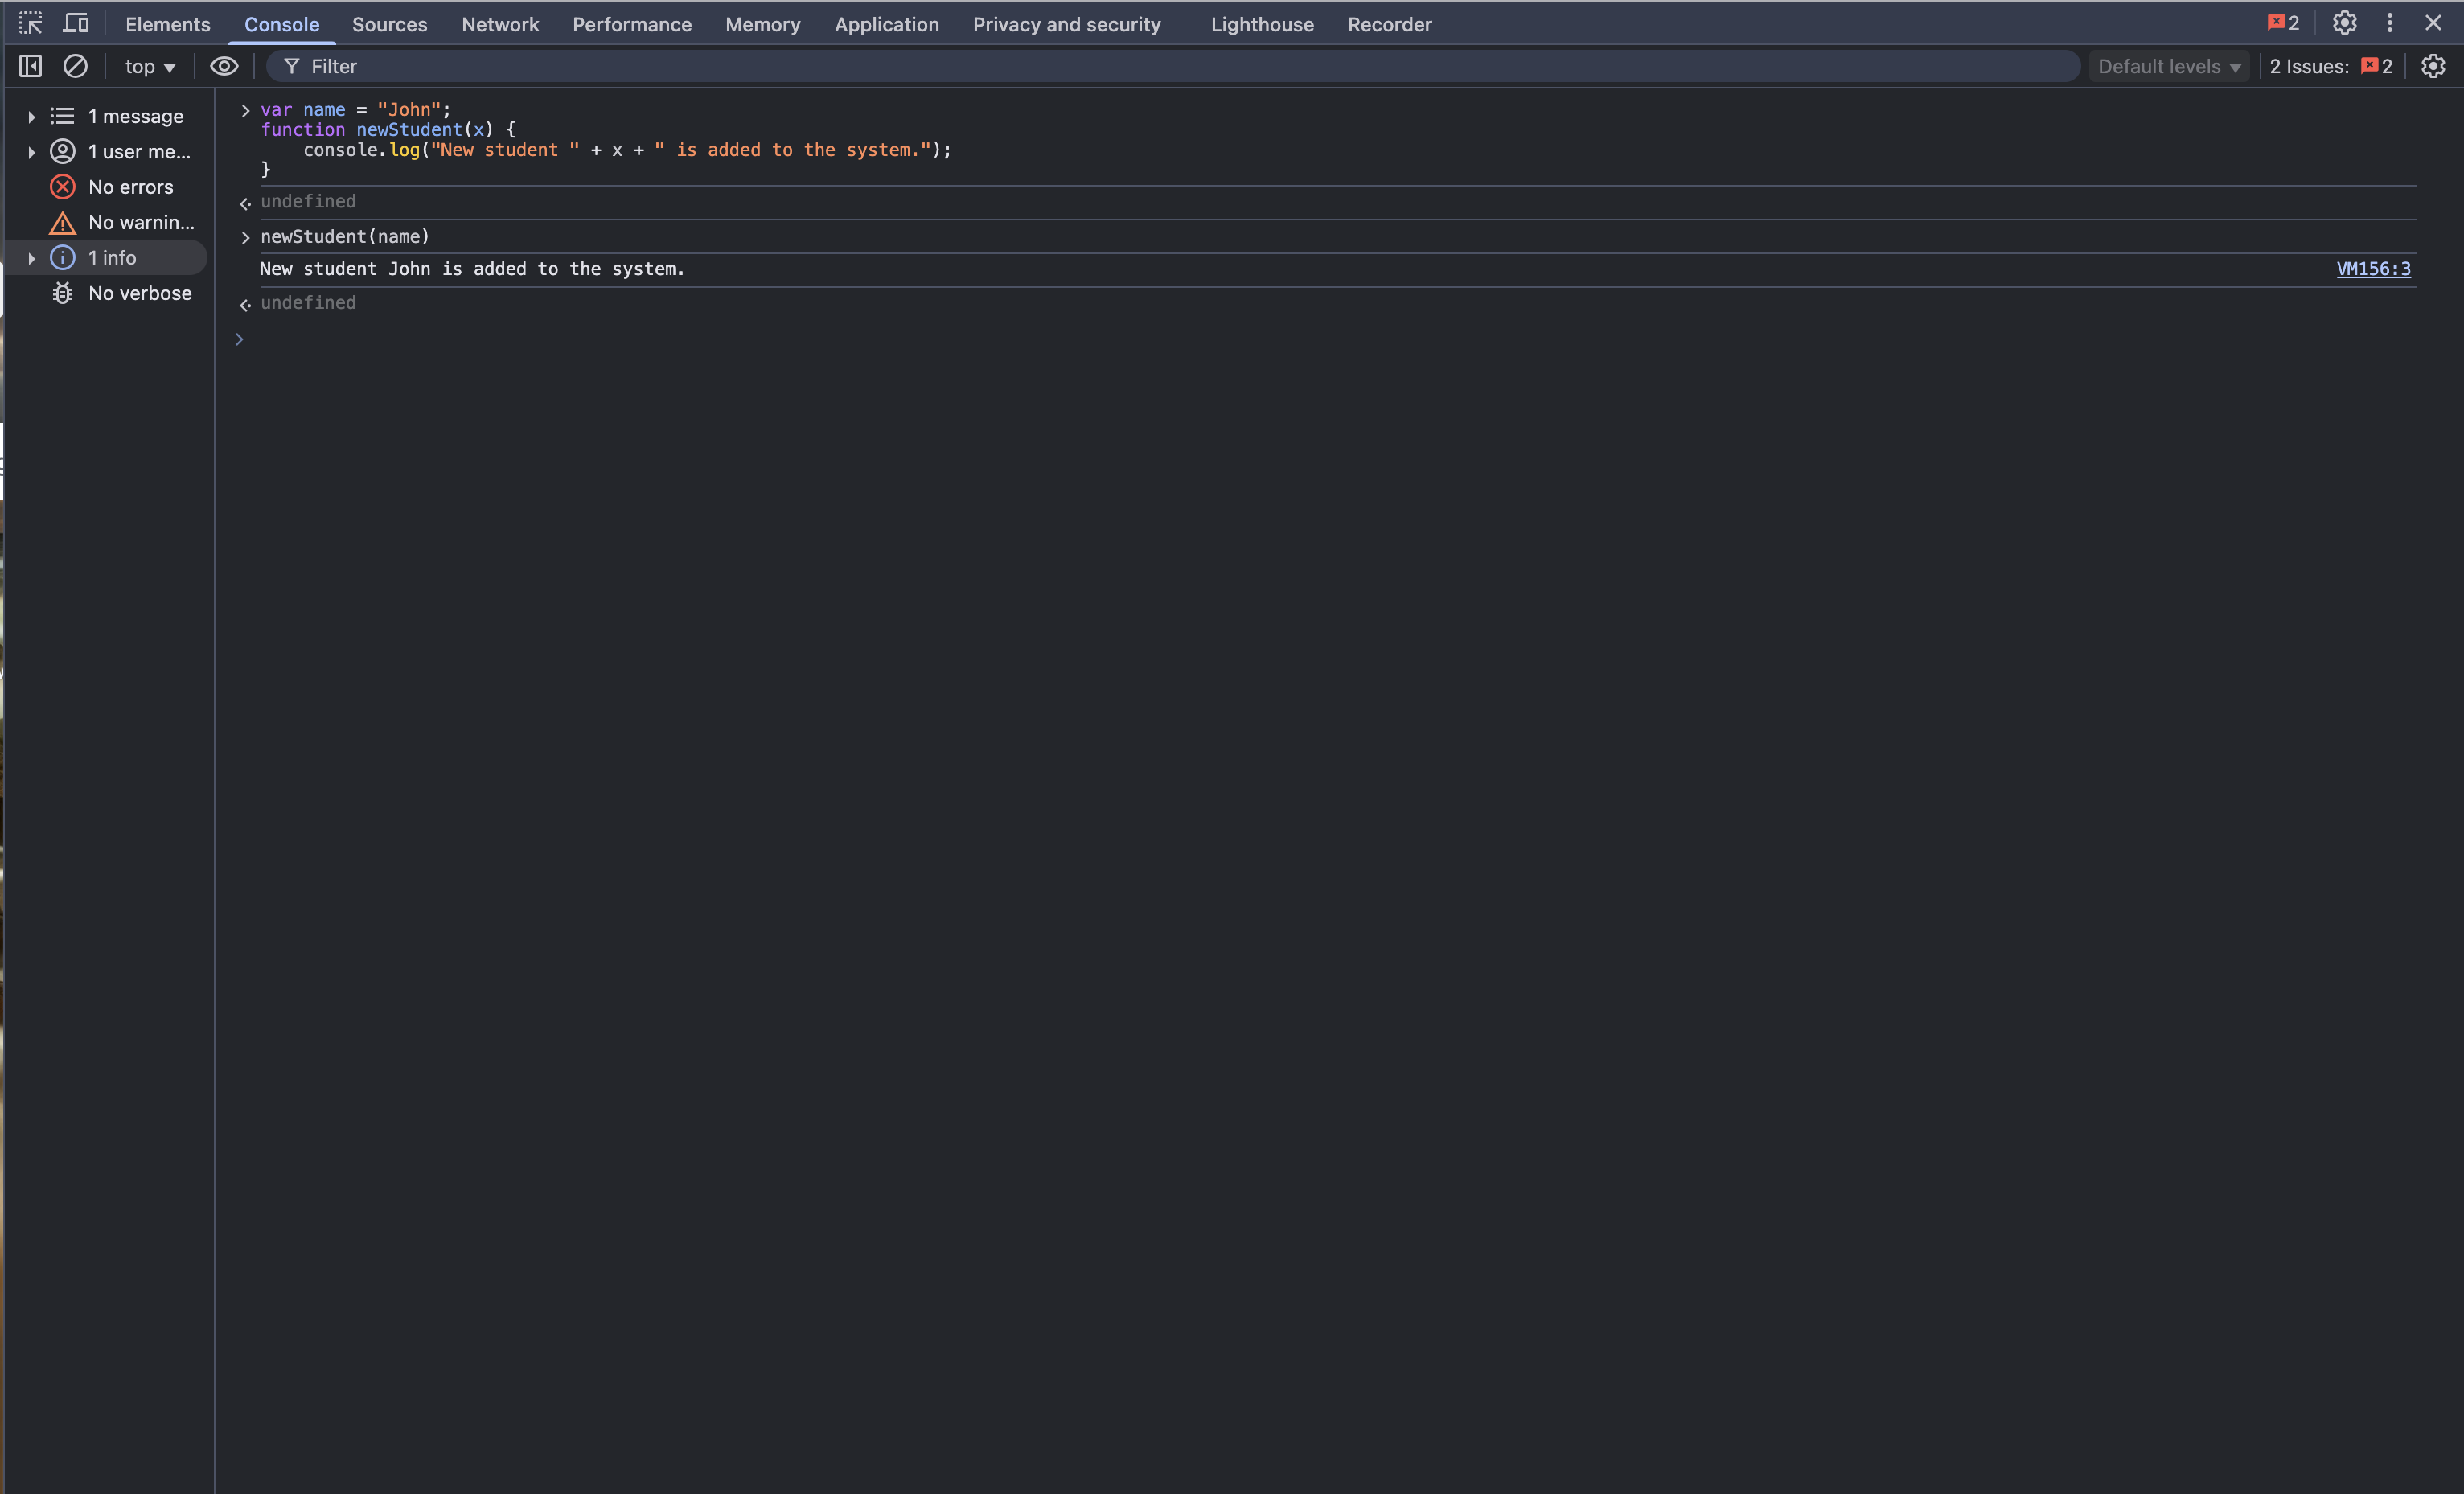 Elements Console Sources Network Performance Memory Application Privacy and security Lighthouse Recorder 2
top Filter Default levels 2 Issues: 2
1 message
1 user me...
No errors
No warnin...
1 info
No verbose
var name = "John";
function newStudent(x) {
    console.log("New student " + x + " is added to the system.");
}
undefined
newStudent(name)
New student John is added to the system. VM156:3
undefined